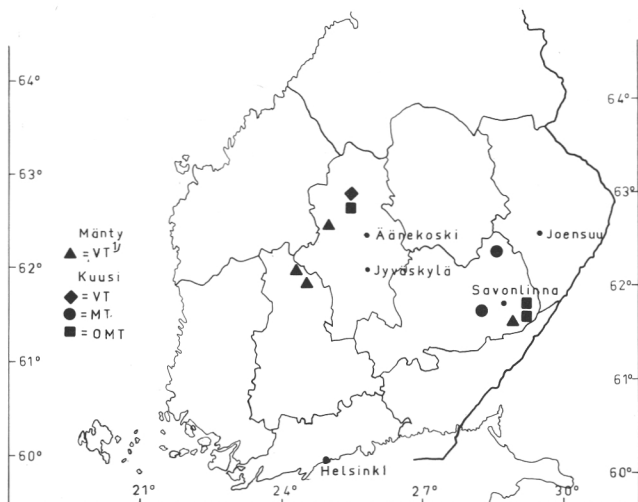 64°
64°
63°
63°
Mänty
▲ = VT 1/
Kuusi
◆ = VT
● = MT
■ = OMT
Äänekoski
Joensuu
62°
Jyväskylä
62°
Savonlinna
61°
61°
60°
Helsinki
60°
21°
24°
27°
30°